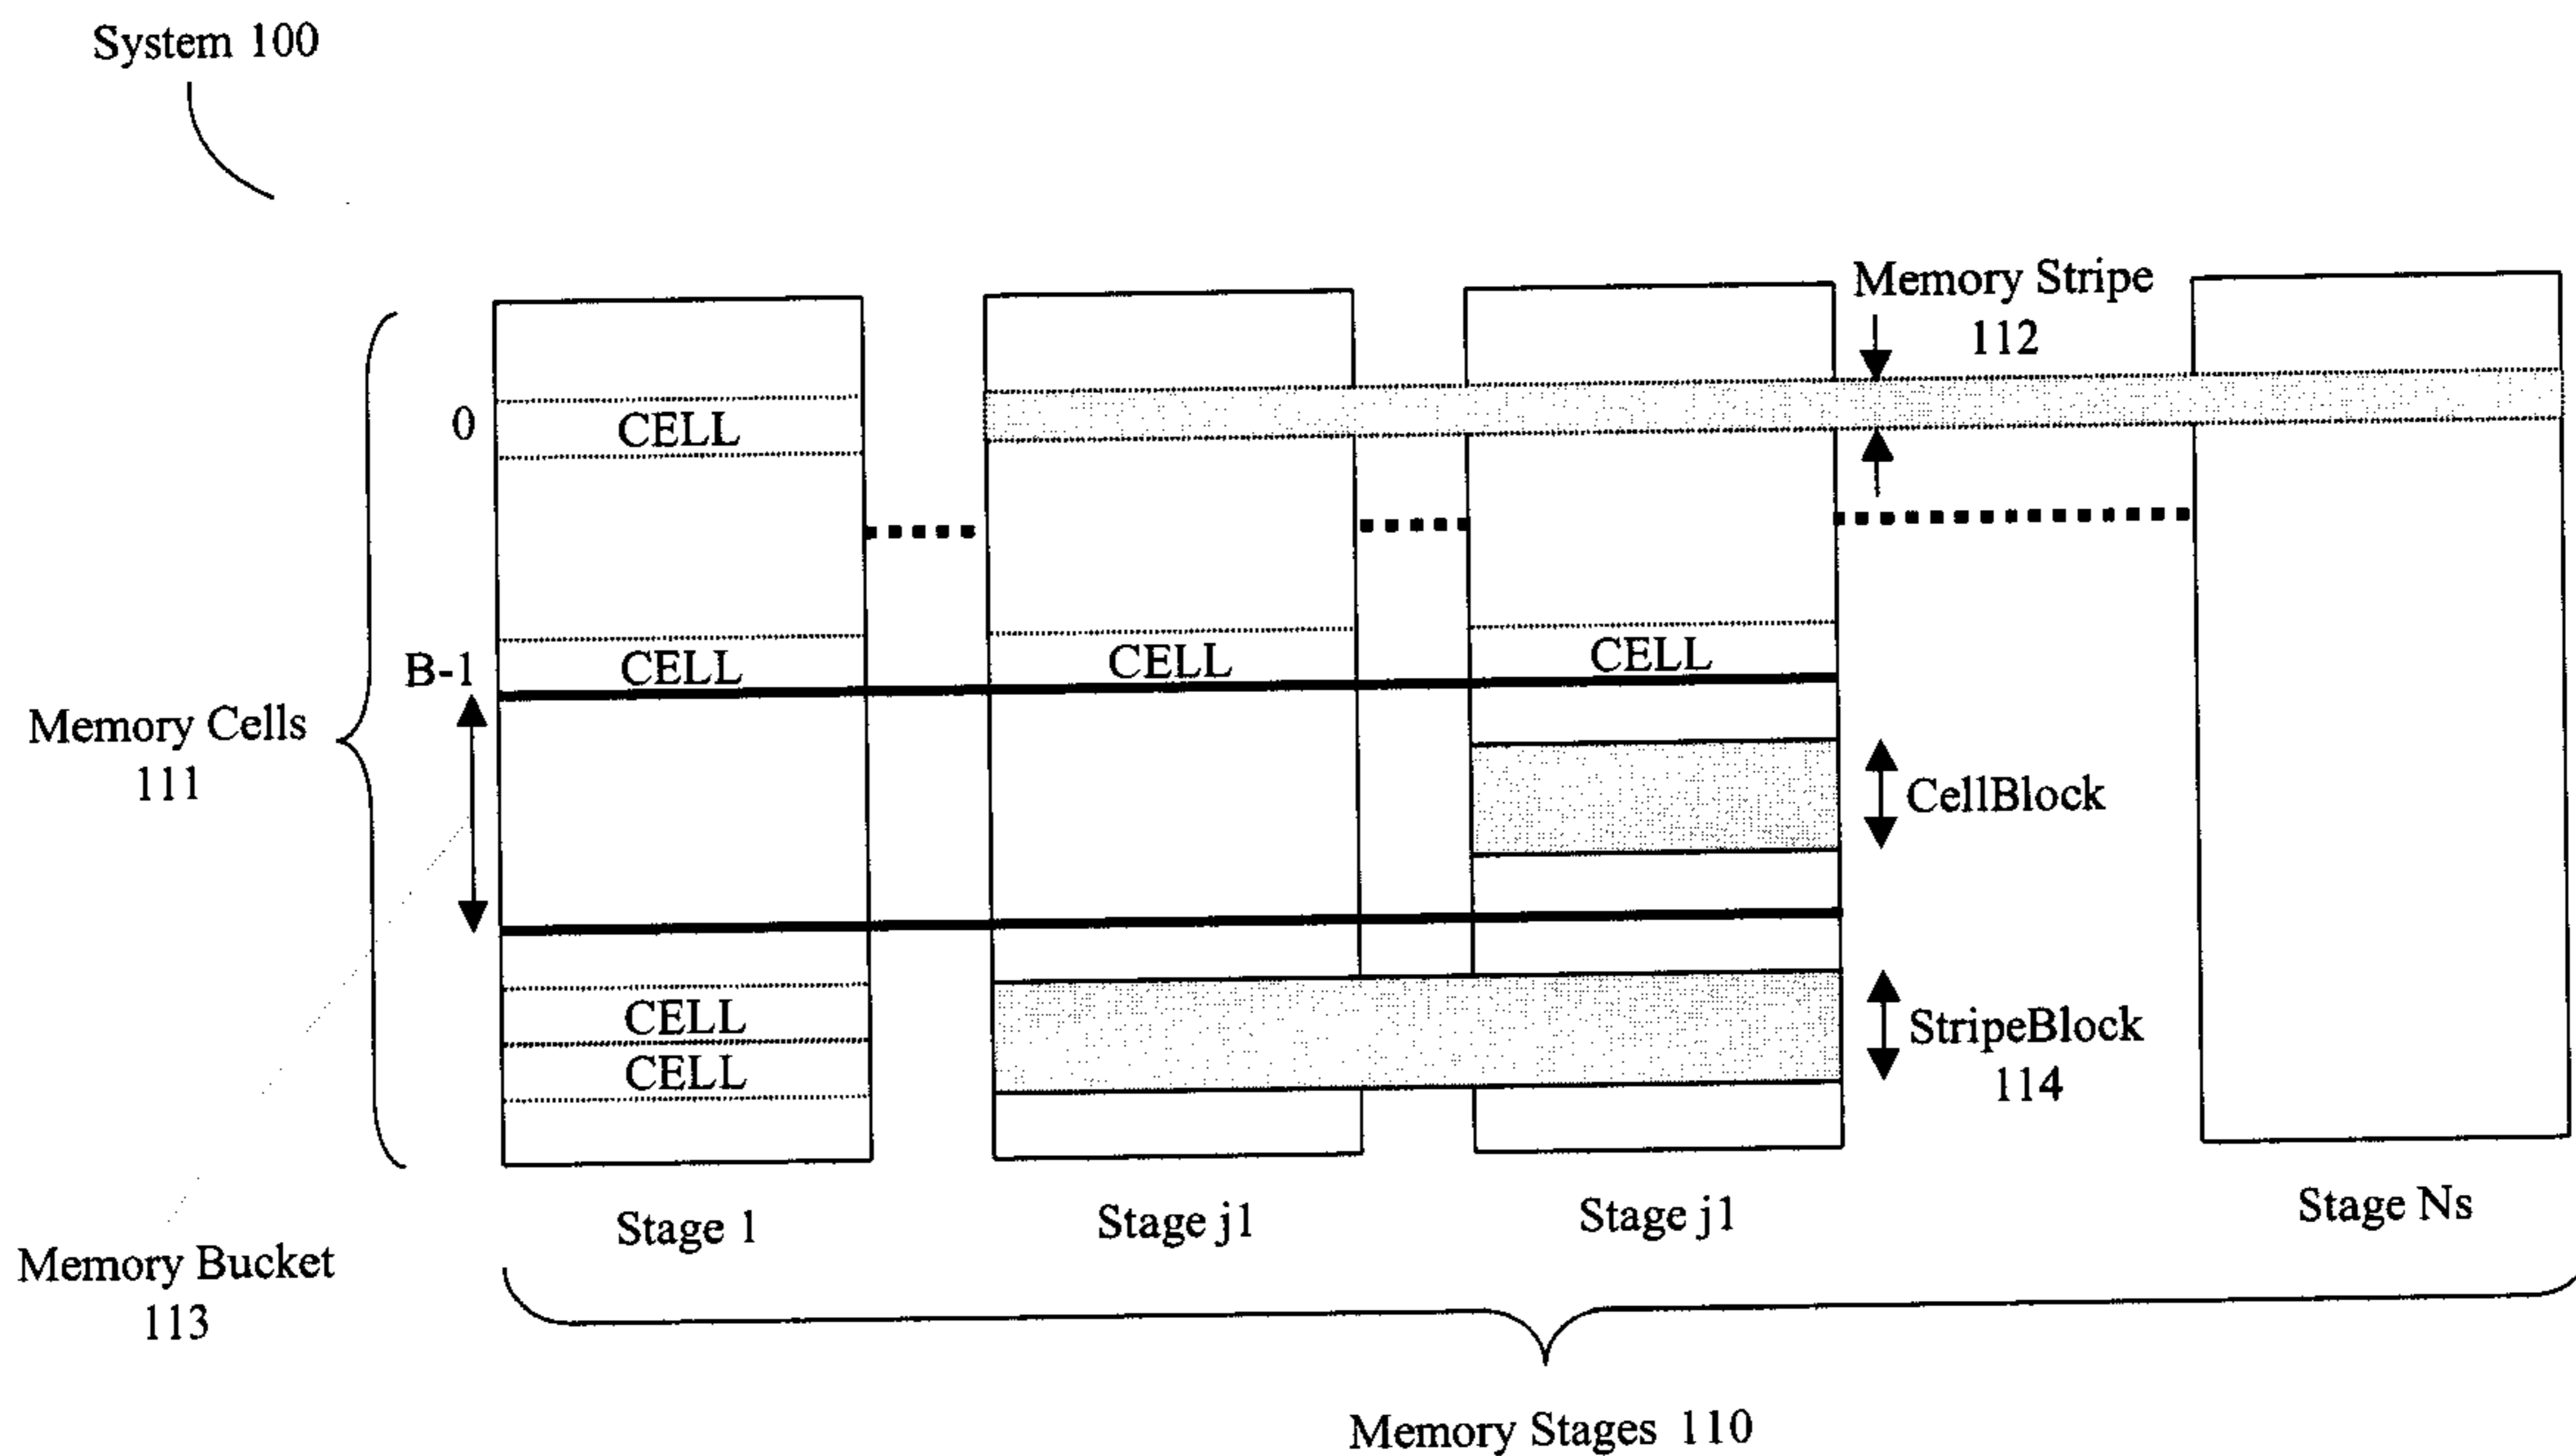 System 100
Memory Stripe
112
0
CELL
B-1
CELL
CELL
CELL
Memory Cells
111
CellBlock
CELL
CELL
StripeBlock
114
Stage 1
Stage j1
Stage j1
Stage Ns
Memory Bucket
113
Memory Stages 110